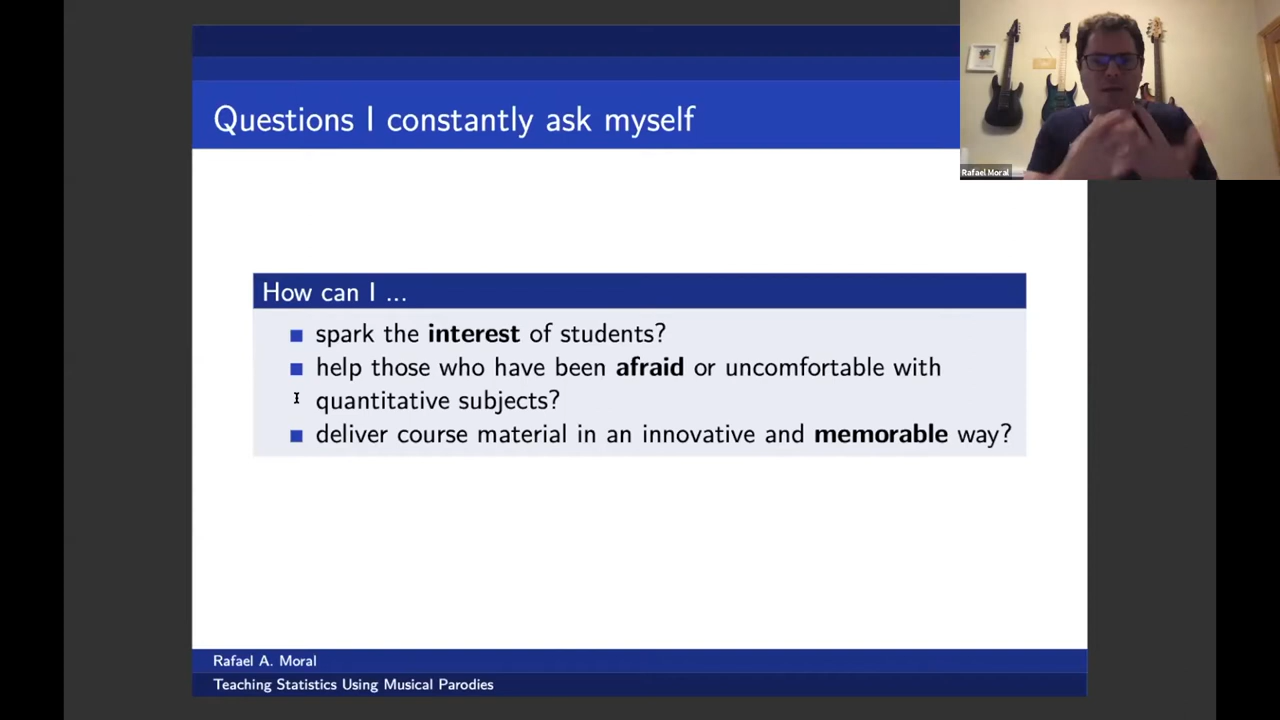 Questions I constantly ask myself
Rafael Moral
How can I ...
spark the interest of students?
help those who have been afraid or uncomfortable with
quantitative subjects?
deliver course material in an innovative and memorable way?
Rafael A. Moral
Teaching Statistics Using Musical Parodies